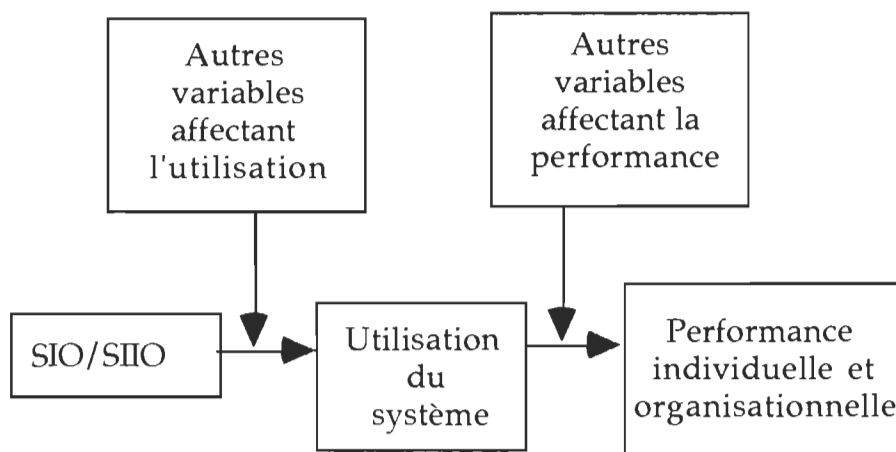 Autres
variables
affectant
l'utilisation
Autres
variables
affectant la
performance
SIO/SIIO
Utilisation
du
système
Performance
individuelle et
organisationnelle